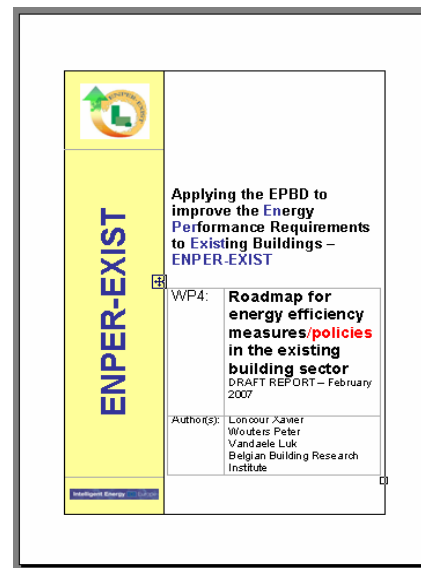 ENPER-EXIST
ENPER-EXIST
Applying the EPBD to
improve the Energy
Performance Requirements
to Existing Buildings –
ENPER-EXIST
WP4:
Roadmap for
energy efficiency
measures/policies
in the existing
building sector
DRAFT REPORT – February
2007
Author(s):
Loncour Xavier
Wouters Peter
Vandaele Luk
Belgian Building Research
Institute
Intelligent Energy Europe